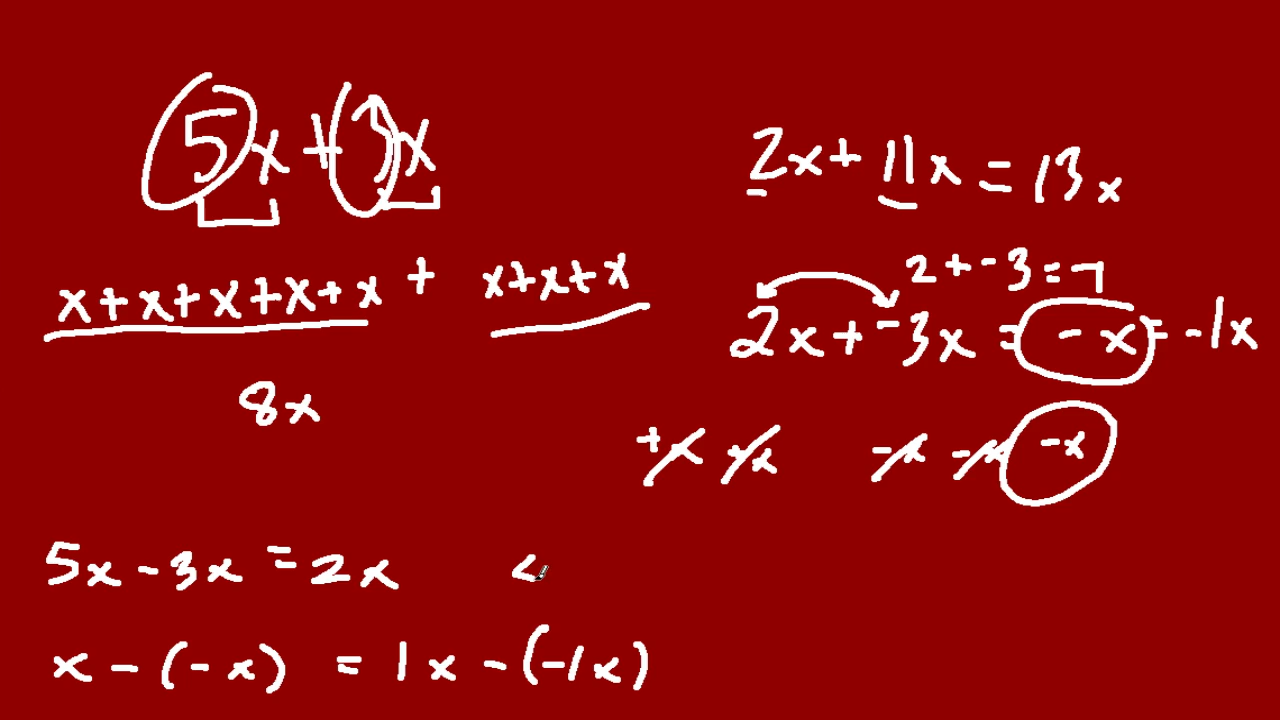 5x + 3x
x + x + x + x + x + x + x + x
8x
2x + 11x = 13x
2 + -3 = -1
2x + -3x = -x = -1x
+x +x -x -x -x
5x - 3x = 2x
x - (-x) = 1x - (-1x)